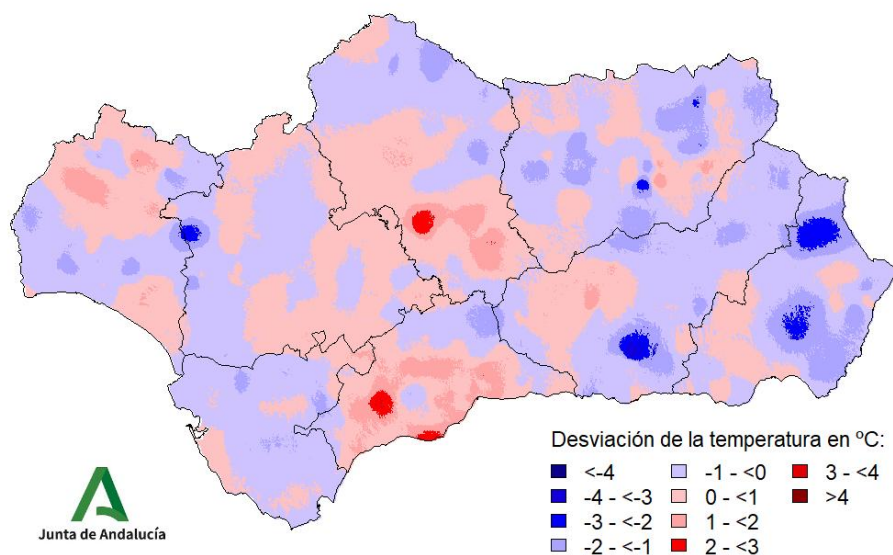 Desviación de la temperatura en ºC:
<-4
-4 - <-3
-3 - <-2
-2 - <-1
-1 - <0
0 - <1
1 - <2
2 - <3
3 - <4
>4
Junta de Andalucía